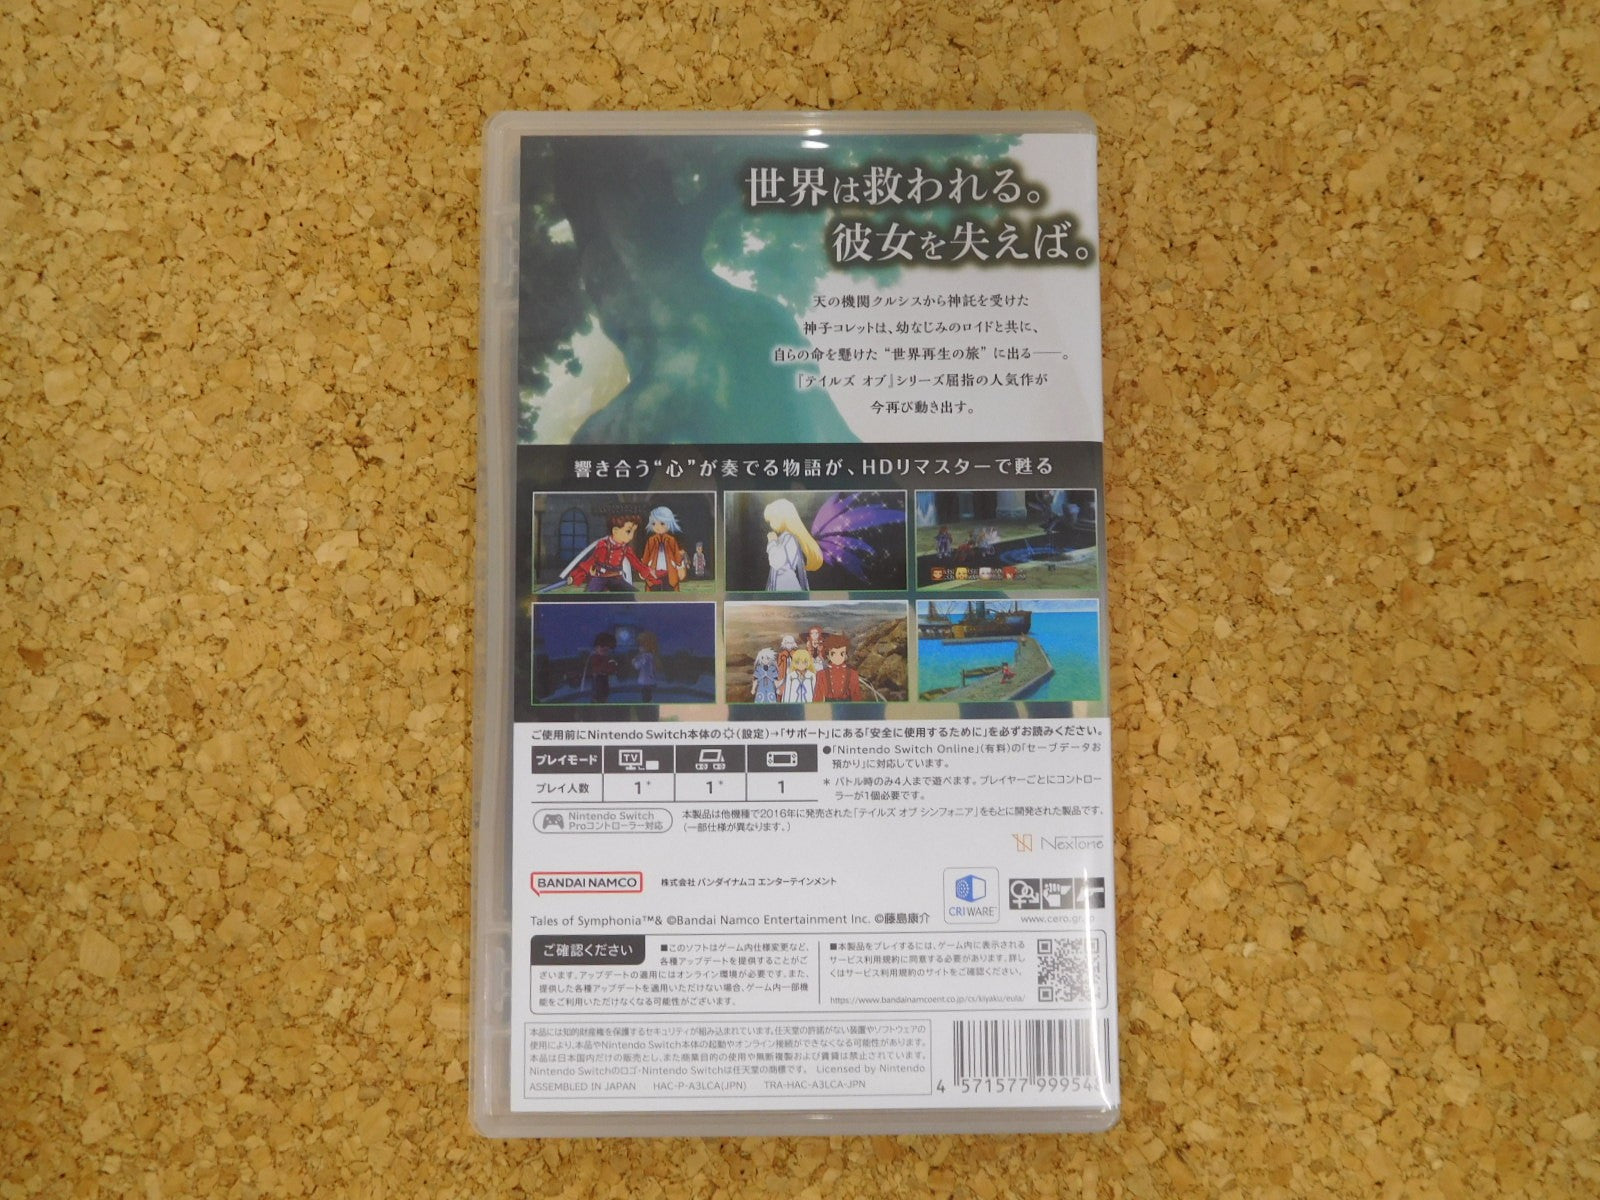 世界は救われる。
彼女を失えば。
天の機関クルシスから神託を受けた
神子コレットは、幼なじみのロイドと共に、
自らの命を懸けた“世界再生の旅”に出る──。
『テイルズ オブ』シリーズ屈指の人気作が
今再び動き出す。
響き合う“心”が奏でる物語が、HDリマスターで甦る
ご使用前にNintendo Switch本体の(設定)→「サポート」にある「安全に使用するために」を必ずお読みください。
プレイモード TV
プレイ人数 1* 1* 1
●「Nintendo Switch Online」(有料)の「セーブデータお
預かり」に対応しています。
* バトル時のみ4人まで遊べます。プレイヤーごとにコントロー
ラーが1個必要です。
Nintendo Switch
Proコントローラー対応
本製品は他機種で2016年に発売された「テイルズ オブ シンフォニア」をもとに開発された製品です。
(一部仕様が異なります。)
NexTone
BANDAI NAMCO 株式会社 バンダイナムコ エンターテインメント
CRIWARE
www.cero.gr.jp
Tales of Symphonia™& ©Bandai Namco Entertainment Inc. ©藤島康介
ご確認ください
■このソフトはゲーム内仕様変更など、
各種アップデートを提供することがご
ざいます。アップデートの適用にはオンライン環境が必要です。また、
提供した各種アップデートを適用いただけない場合、ゲーム内一部機
能をご利用いただけなくなる可能性がございます。
■本製品をプレイするには、ゲーム内に表示される
サービス利用規約に同意する必要があります。詳し
くはサービス利用規約のサイトをご確認ください。
https://www.bandainamcoent.co.jp/cs/kiyaku/eula/
本品には知的財産権を保護するセキュリティが組み込まれています。任天堂の許諾がない装置やソフトウェアの
使用により、本品やNintendo Switch本体の起動やオンライン接続ができなくなる可能性があります。
本品は日本国内だけの販売とし、また商業目的の使用や無断複製および賃貸は禁止されています。
Nintendo Switchのロゴ・Nintendo Switchは任天堂の商標です。 Licensed by Nintendo
ASSEMBLED IN JAPAN HAC-P-A3LCA(JPN) TRA-HAC-A3LCA-JPN
4 571577 999548